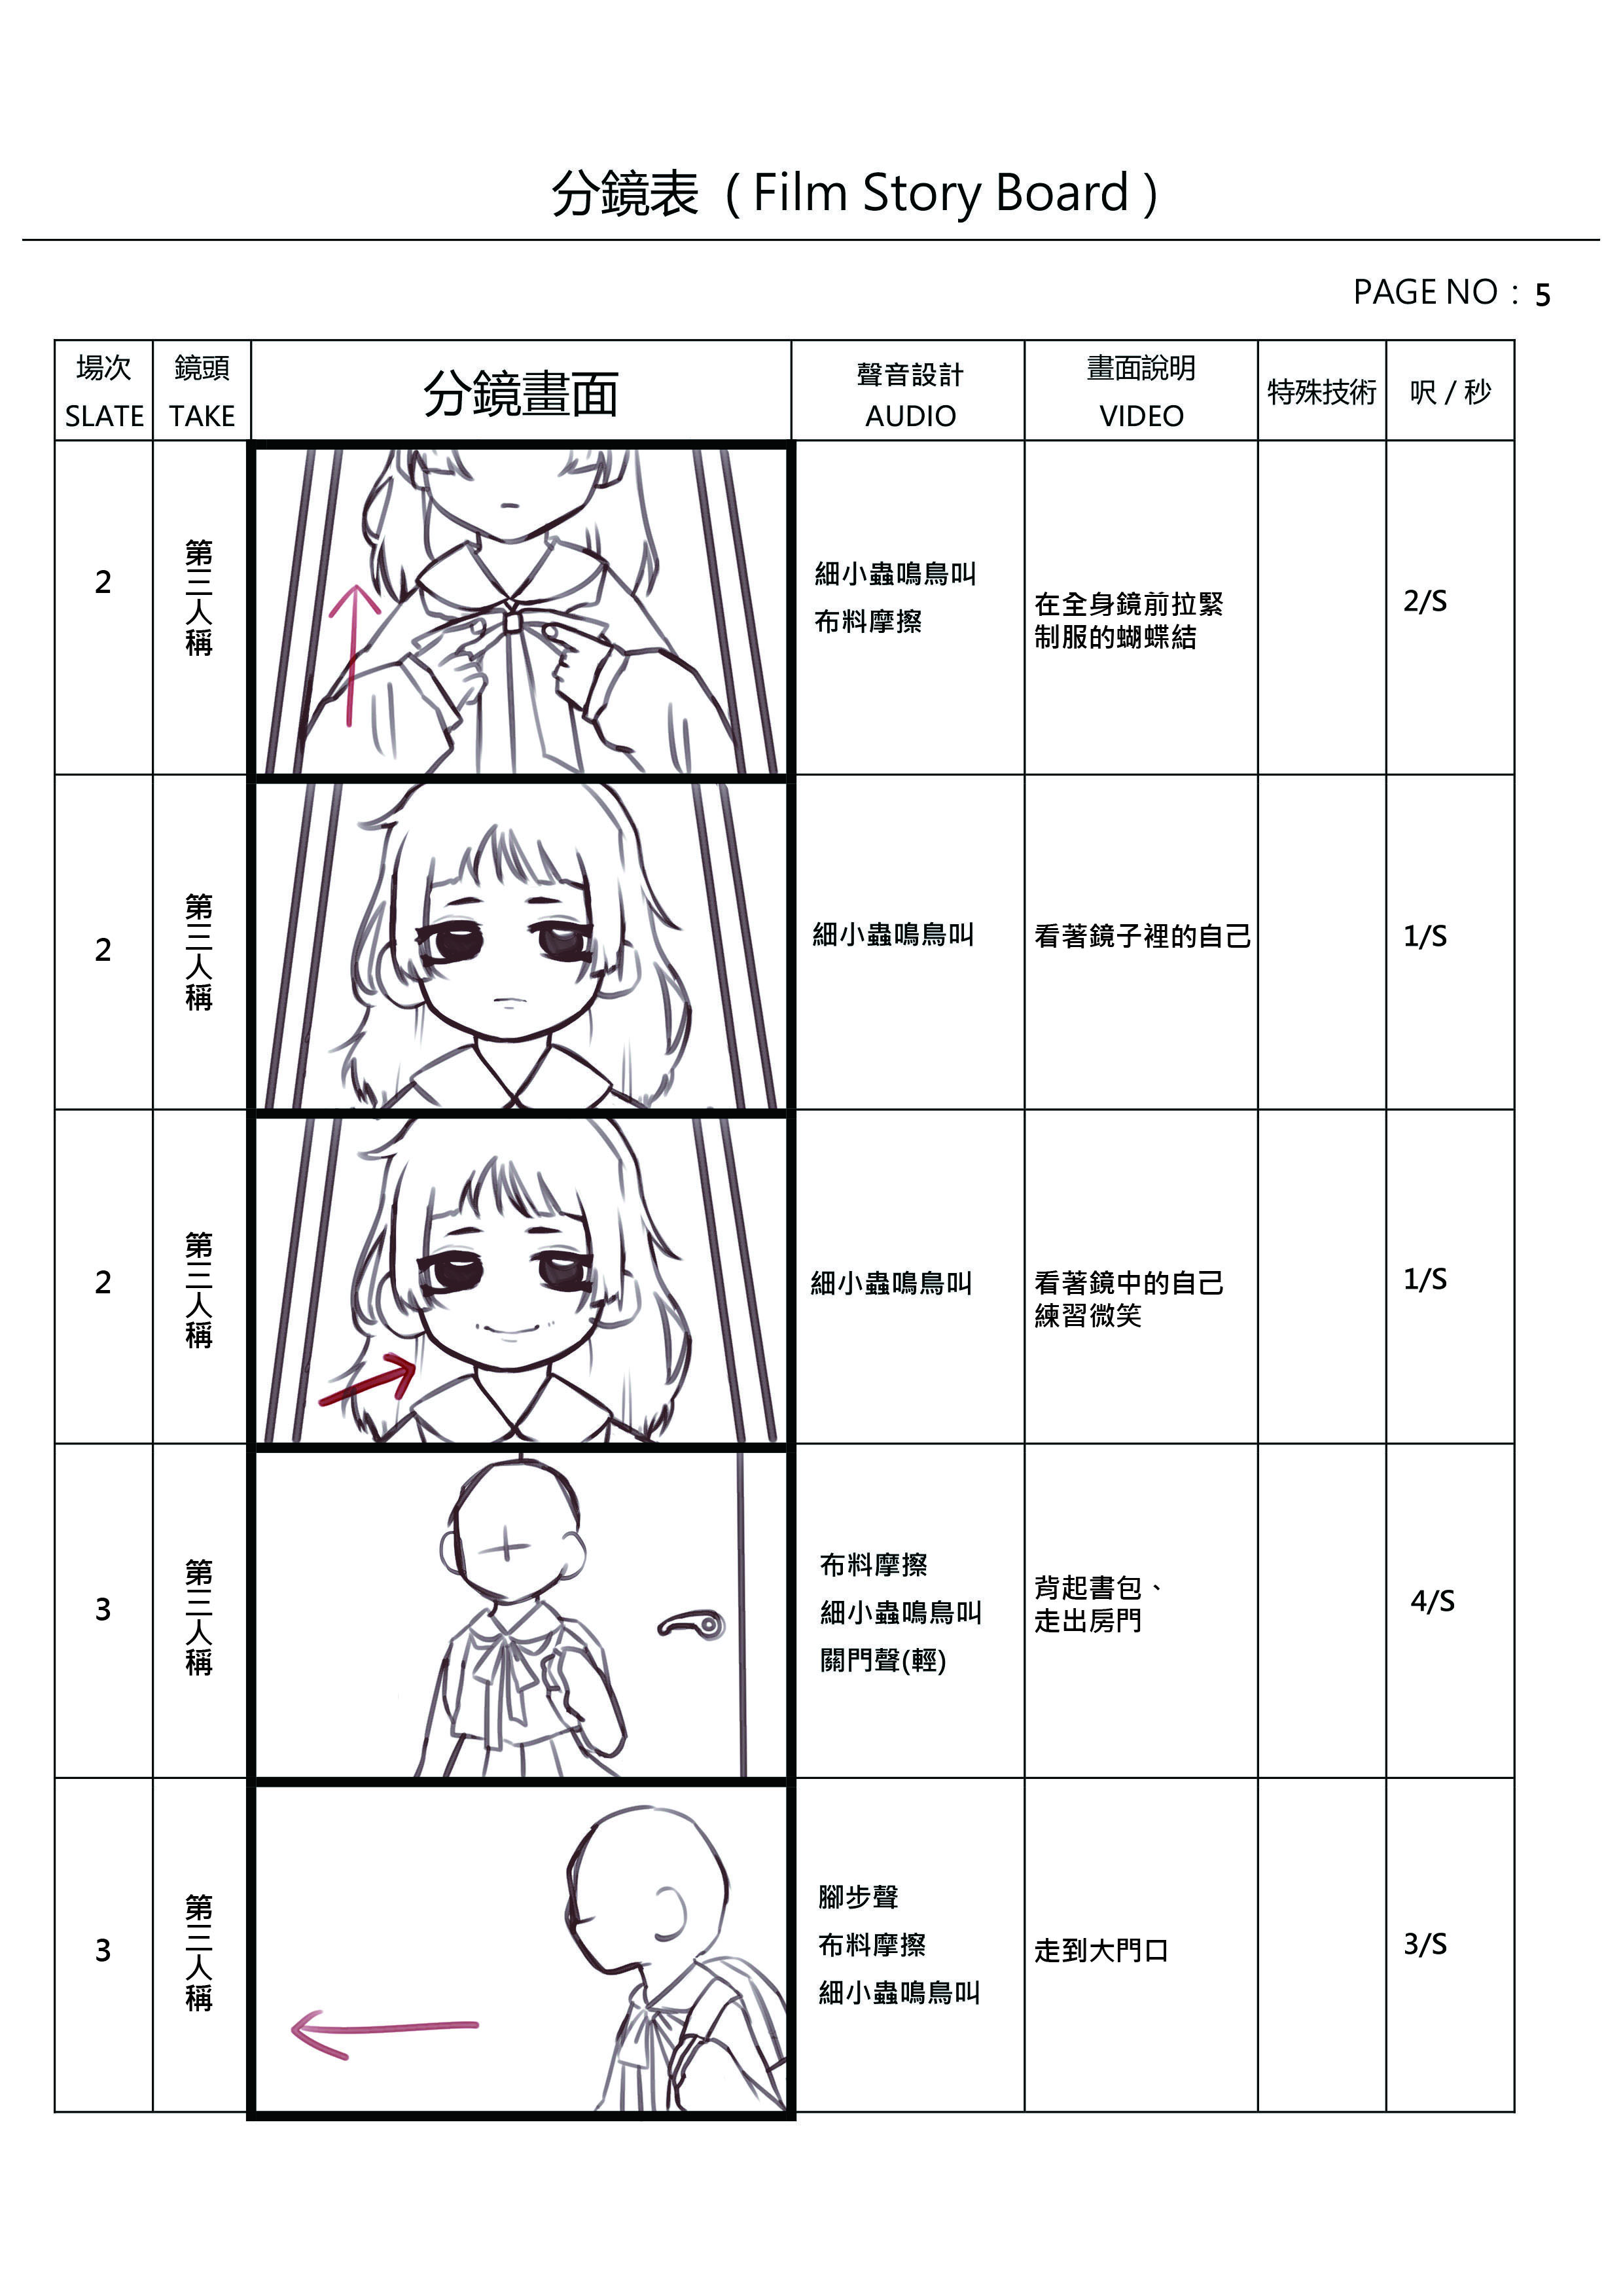 分鏡表（Film Story Board）
PAGE NO：5
場次 鏡頭 分鏡畫面 聲音設計 畫面說明 特殊技術 呎 / 秒
SLATE TAKE AUDIO VIDEO
2
第三人稱
細小蟲鳴鳥叫
布料摩擦
在全身鏡前拉緊
制服的蝴蝶結
2/S
2
第三人稱
細小蟲鳴鳥叫
看著鏡子裡的自己
1/S
2
第三人稱
細小蟲鳴鳥叫
看著鏡中的自己
練習微笑
1/S
3
第三人稱
布料摩擦
細小蟲鳴鳥叫
關門聲(輕)
背起書包、
走出房門
4/S
3
第三人稱
腳步聲
布料摩擦
細小蟲鳴鳥叫
走到大門口
3/S